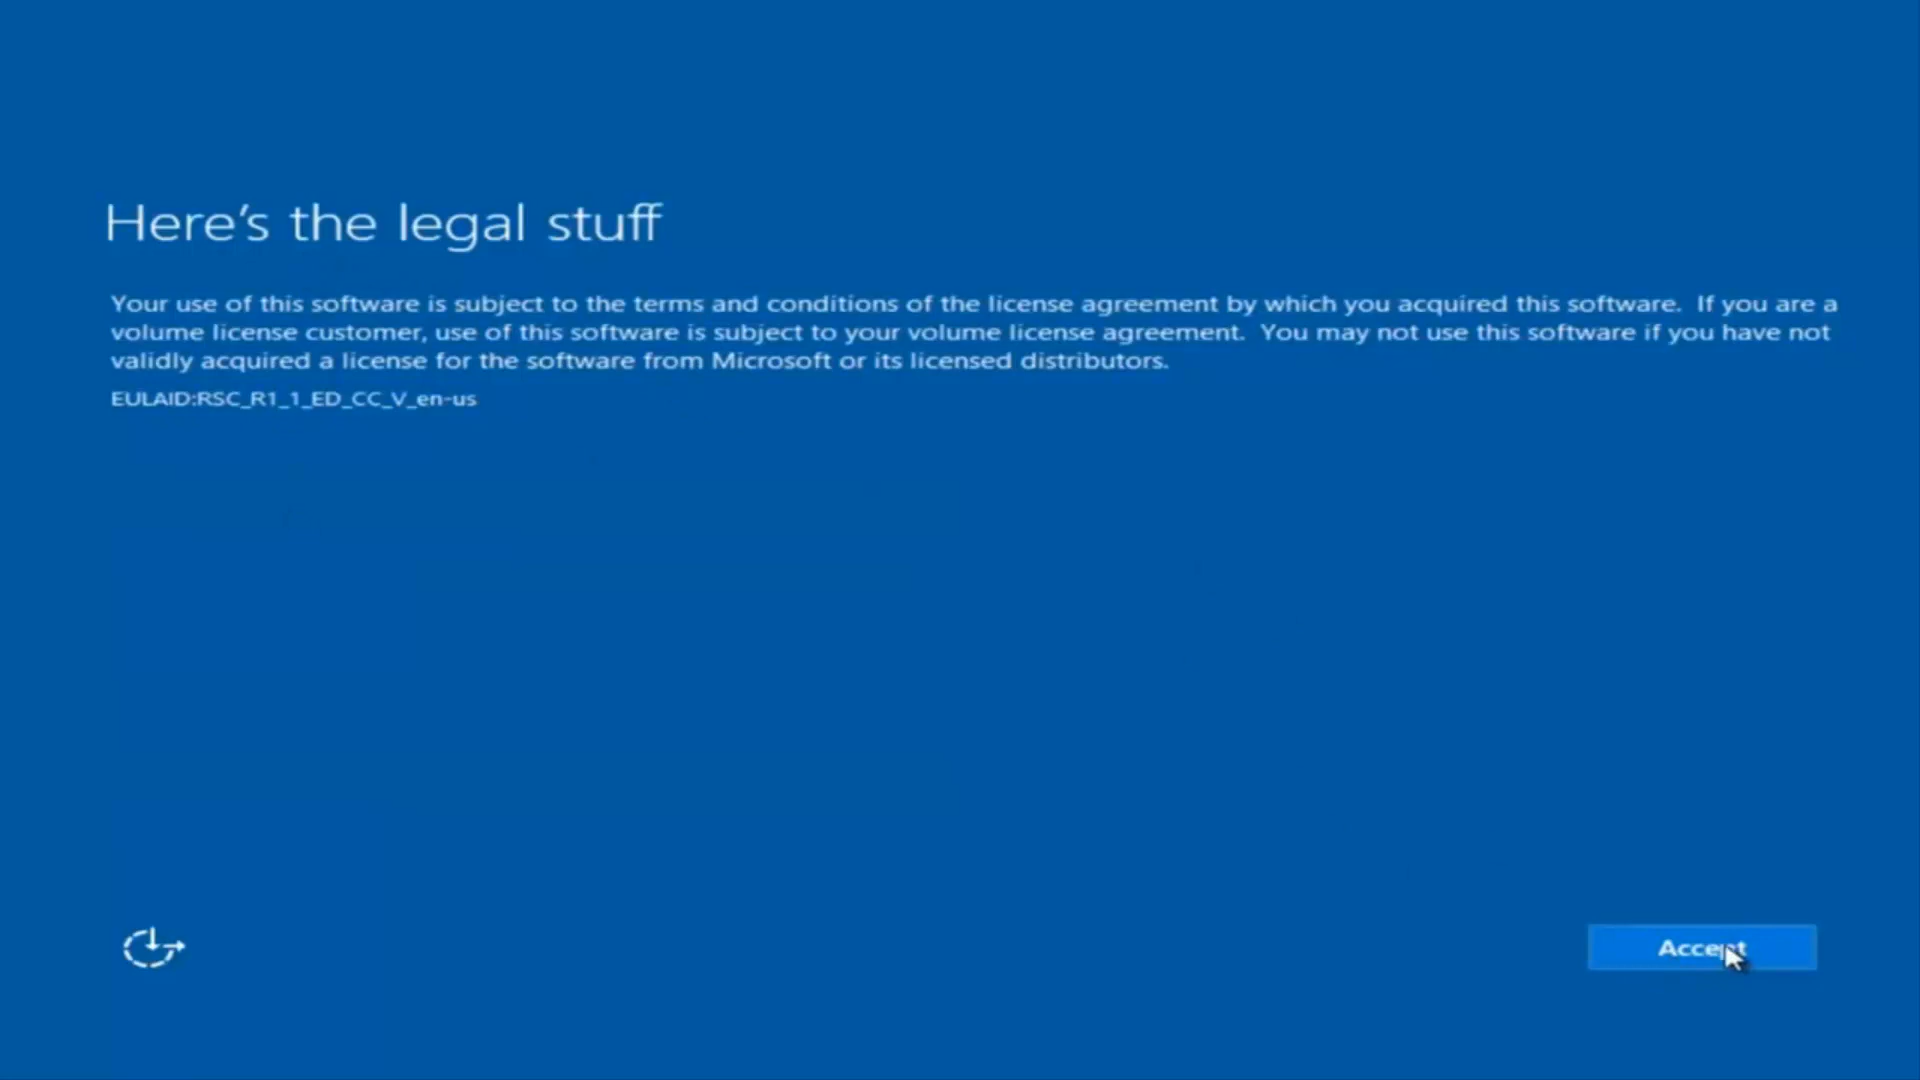 Here's the legal stuff
Your use of this software is subject to the terms and conditions of the license agreement by which you acquired this software.  If you are a
volume license customer, use of this software is subject to your volume license agreement.  You may not use this software if you have not
validly acquired a license for the software from Microsoft or its licensed distributors.
EULAID:RSC_R1_1_ED_CC_V_en-us
Accept